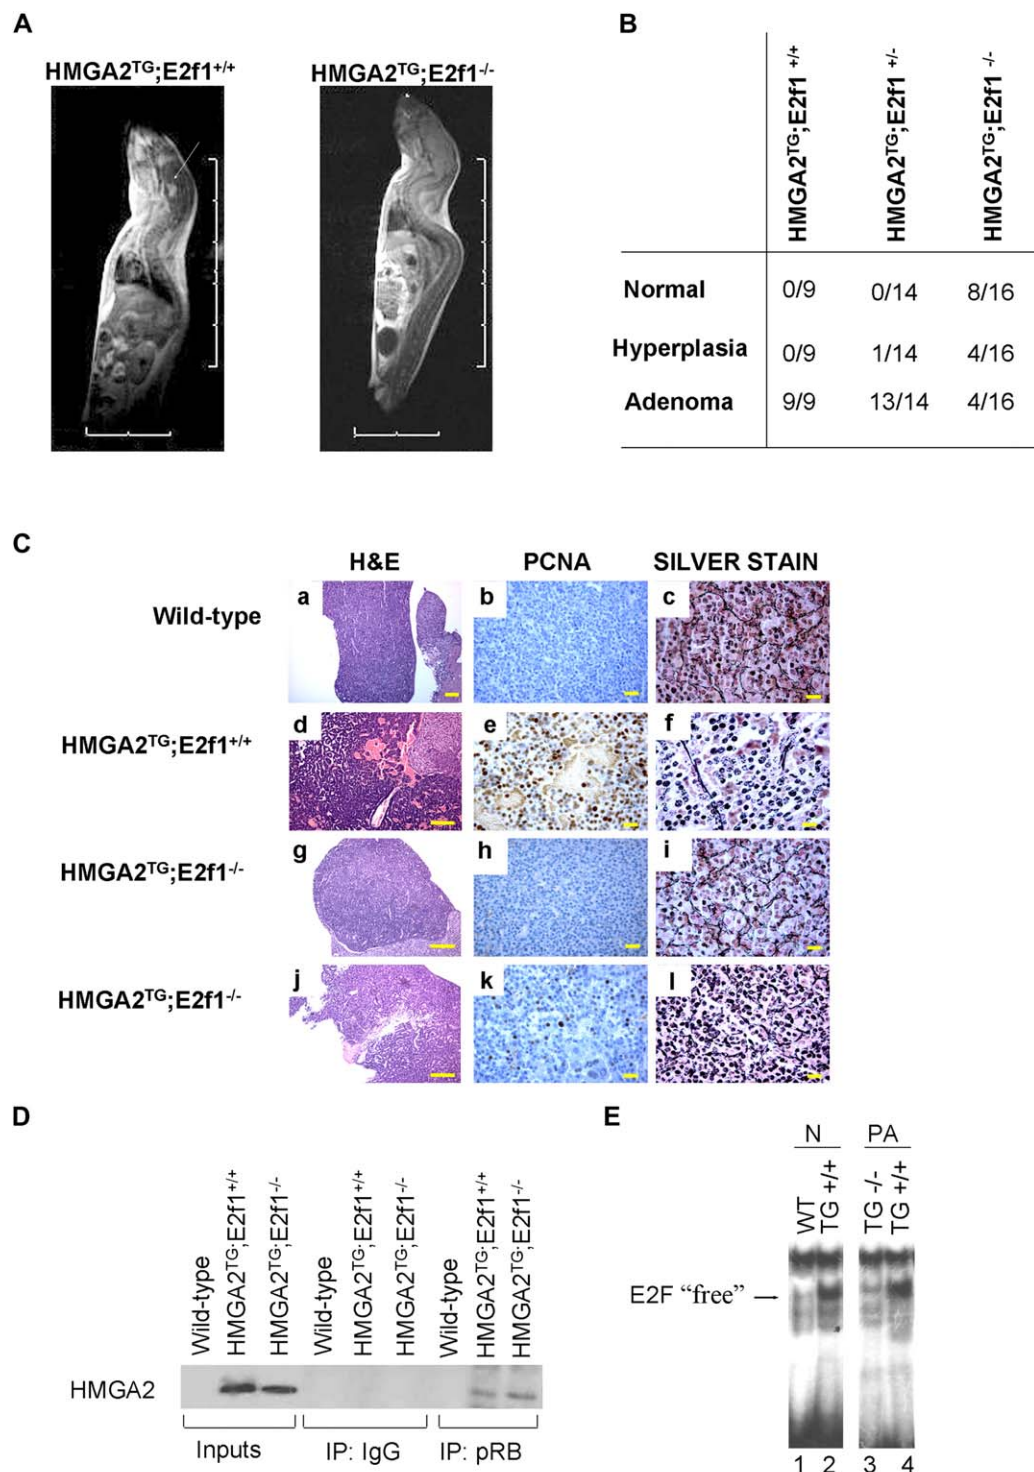 A
HMGA2TG;E2f1+/+
HMGA2TG;E2f1-/-
B
HMGA2TG;E2f1 +/+
HMGA2TG;E2f1 +/-
HMGA2TG;E2f1 -/-
Normal 0/9 0/14 8/16
Hyperplasia 0/9 1/14 4/16
Adenoma 9/9 13/14 4/16
C
H&E PCNA SILVER STAIN
Wild-type a b c
HMGA2TG;E2f1+/+ d e f
HMGA2TG;E2f1-/- g h i
HMGA2TG;E2f1-/- j k l
D
Wild-type
HMGA2TG;E2f1+/+
HMGA2TG;E2f1-/-
Wild-type
HMGA2TG;E2f1+/+
HMGA2TG;E2f1-/-
Wild-type
HMGA2TG;E2f1+/+
HMGA2TG;E2f1-/-
HMGA2
Inputs IP: IgG IP: pRB
E
N PA
WT
TG +/+
TG -/-
TG +/+
E2F “free”
1 2 3 4